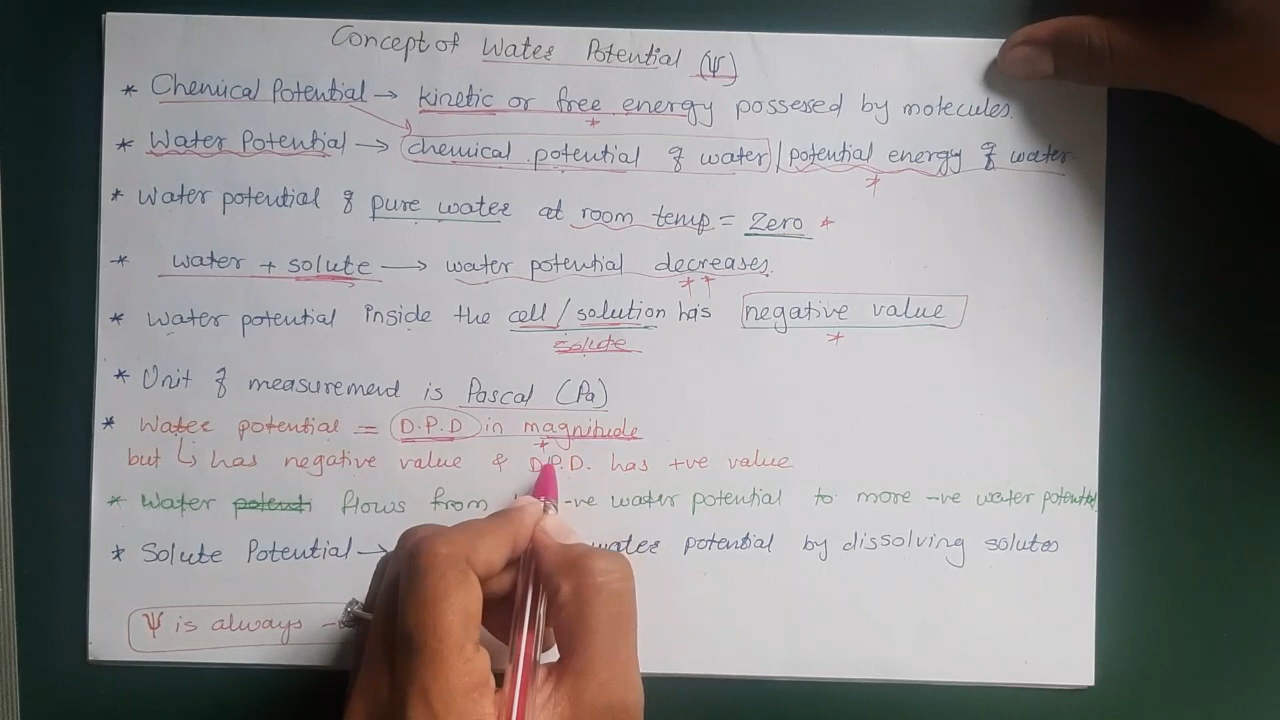 Concept of Water Potential (Ψ)
* Chemical Potential → kinetic or free energy possessed by molecules.
*
* Water Potential → chemical potential of water / potential energy of water
*
* Water potential of pure water at room temp = Zero *
* water + solute → water potential decreases.
* *
* Water potential inside the cell / solution has negative value
solute *
* Unit of measurement is Pascal (Pa)
* Water potential = D.P.D in magnitude
*
but ↳ has negative value & D.P.D. has +ve value
* Water potenti flows from -ve water potential to more -ve water potential
* Solute Potential → water potential by dissolving solutes
Ψ is always